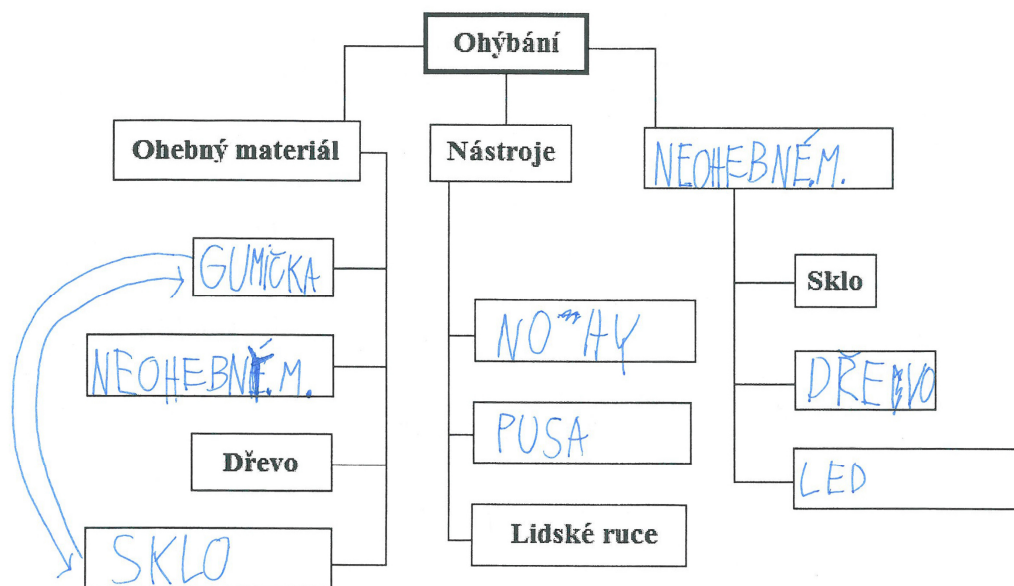 Ohýbání
Ohebný materiál
GUMIČKA
NEOHEBNÉ.M.
Dřevo
SKLO
Nástroje
NOHY
PUSA
Lidské ruce
NEOHEBNÉ.M.
Sklo
DŘEVO
LED